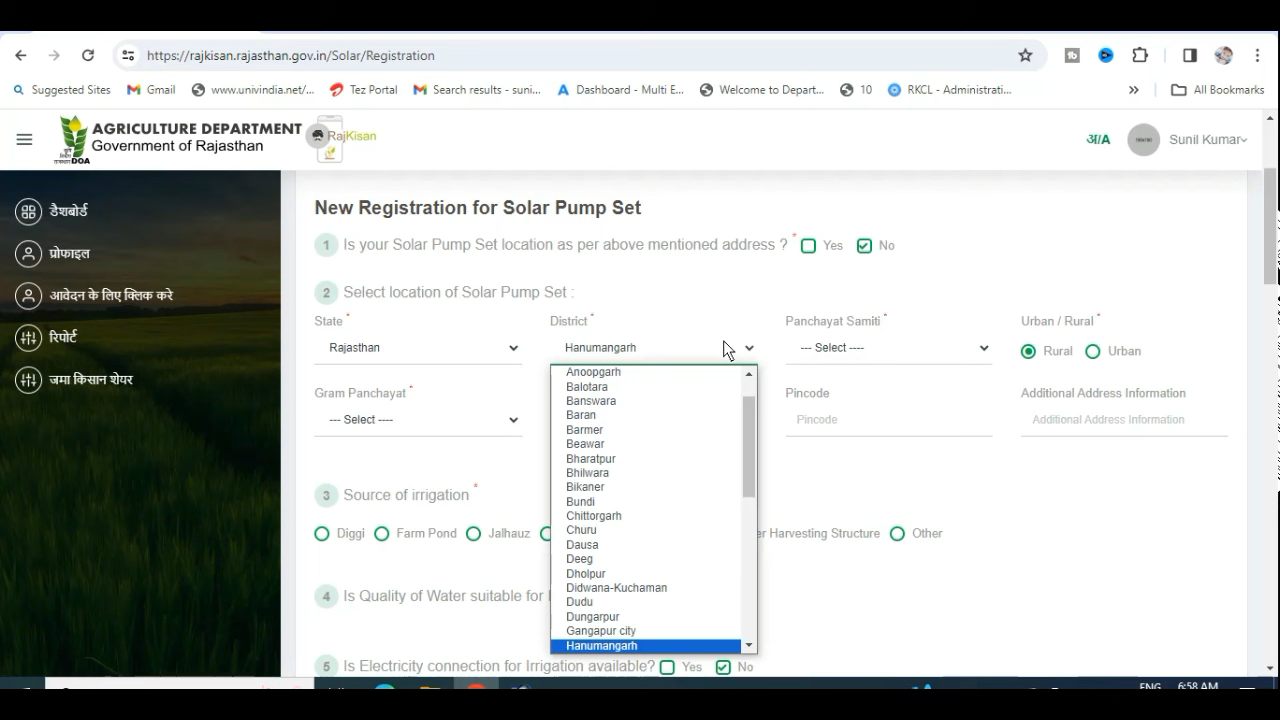 https://rajkisan.rajasthan.gov.in/Solar/Registration
Suggested Sites Gmail www.univindia.net/... Tez Portal Search results - suni... Dashboard - Multi E... Welcome to Depart... 10 RKCL - Administrati... » All Bookmarks
AGRICULTURE DEPARTMENT
Government of Rajasthan
DOA
RajKisan
अ/A Sunil Kumar
डैशबोर्ड
प्रोफाइल
आवेदन के लिए क्लिक करे
रिपोर्ट
जमा किसान शेयर
New Registration for Solar Pump Set
1 Is your Solar Pump Set location as per above mentioned address ? * Yes No
2 Select location of Solar Pump Set :
State * District * Panchayat Samiti * Urban / Rural *
Rajasthan Hanumangarh --- Select ---- Rural Urban
Gram Panchayat * Pincode Additional Address Information
--- Select ---- Pincode Additional Address Information
Anoopgarh
Balotara
Banswara
Baran
Barmer
Beawar
Bharatpur
Bhilwara
Bikaner
Bundi
Chittorgarh
Churu
Dausa
Deeg
Dholpur
Didwana-Kuchaman
Dudu
Dungarpur
Gangapur city
Hanumangarh
3 Source of irrigation *
Diggi Farm Pond Jalhauz er Harvesting Structure Other
4 Is Quality of Water suitable for
5 Is Electricity connection for Irrigation available? Yes No
ENG 6:58 AM